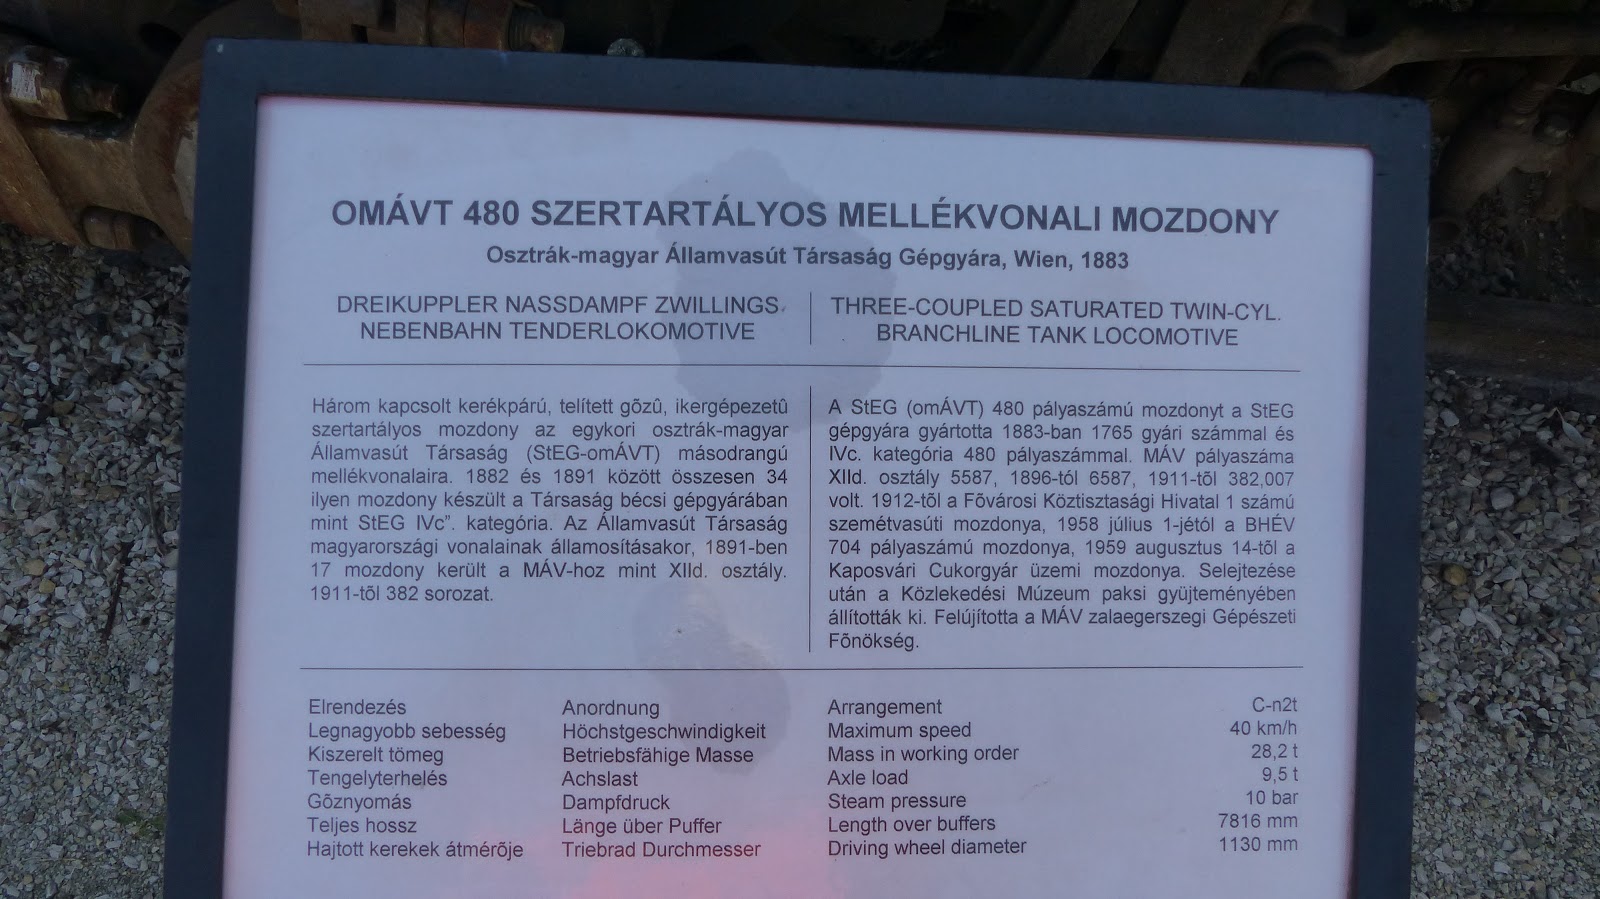 OMÁVT 480 SZERTARTÁLYOS MELLÉKVONALI MOZDONY
Osztrák-magyar Államvasút Társaság Gépgyára, Wien, 1883
DREIKUPPLER NASSDAMPF ZWILLINGS.
NEBENBAHN TENDERLOKOMOTIVE
THREE-COUPLED SATURATED TWIN-CYL.
BRANCHLINE TANK LOCOMOTIVE
Három kapcsolt kerékpárú, telített gõzû, ikergépezetû
szertartályos mozdony az egykori osztrák-magyar
Államvasút Társaság (StEG-omÁVT) másodrangú
mellékvonalaira. 1882 és 1891 között összesen 34
ilyen mozdony készült a Társaság bécsi gépgyárában
mint StEG IVc”. kategória. Az Államvasút Társaság
magyarországi vonalainak államosításakor, 1891-ben
17 mozdony került a MÁV-hoz mint XIId. osztály.
1911-tõl 382 sorozat.
A StEG (omÁVT) 480 pályaszámú mozdonyt a StEG
gépgyára gyártotta 1883-ban 1765 gyári számmal és
IVc. kategória 480 pályaszámmal. MÁV pályaszáma
XIId. osztály 5587, 1896-tól 6587, 1911-tõl 382,007
volt. 1912-tõl a Fõvárosi Köztisztasági Hivatal 1 számú
szemétvasúti mozdonya, 1958 július 1-jétól a BHÉV
704 pályaszámú mozdonya, 1959 augusztus 14-tõl a
Kaposvári Cukorgyár üzemi mozdonya. Selejtezése
után a Közlekedési Múzeum paksi gyüjteményében
állították ki. Felújította a MÁV zalaegerszegi Gépészeti
Fõnökség.
Elrendezés Anordnung Arrangement C-n2t
Legnagyobb sebesség Höchstgeschwindigkeit Maximum speed 40 km/h
Kiszerelt tömeg Betriebsfähige Masse Mass in working order 28,2 t
Tengelyterhelés Achslast Axle load 9,5 t
Gõznyomás Dampfdruck Steam pressure 10 bar
Teljes hossz Länge über Puffer Length over buffers 7816 mm
Hajtott kerekek átmérõje Triebrad Durchmesser Driving wheel diameter 1130 mm